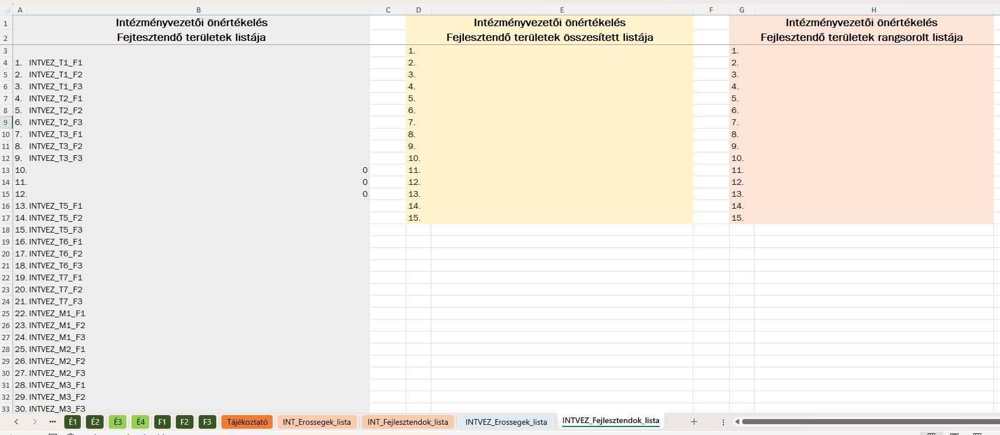 A B C D E F G H
1 Intézményvezetői önértékelés Intézményvezetői önértékelés Intézményvezetői önértékelés
2 Fejtesztendő területek listája Fejlesztendő területek összesített listája Fejlesztendő területek rangsorolt listája
3 1. 1.
4 1. INTVEZ_T1_F1 2. 2.
5 2. INTVEZ_T1_F2 3. 3.
6 3. INTVEZ_T1_F3 4. 4.
7 4. INTVEZ_T2_F1 5. 5.
8 5. INTVEZ_T2_F2 6. 6.
9 6. INTVEZ_T2_F3 7. 7.
10 7. INTVEZ_T3_F1 8. 8.
11 8. INTVEZ_T3_F2 9. 9.
12 9. INTVEZ_T3_F3 10. 10.
13 10. 0 11. 11.
14 11. 0 12. 12.
15 12. 0 13. 13.
16 13. INTVEZ_T5_F1 14. 14.
17 14. INTVEZ_T5_F2 15. 15.
18 15. INTVEZ_T5_F3
19 16. INTVEZ_T6_F1
20 17. INTVEZ_T6_F2
21 18. INTVEZ_T6_F3
22 19. INTVEZ_T7_F1
23 20. INTVEZ_T7_F2
24 21. INTVEZ_T7_F3
25 22. INTVEZ_M1_F1
26 23. INTVEZ_M1_F2
27 24. INTVEZ_M1_F3
28 25. INTVEZ_M2_F1
29 26. INTVEZ_M2_F2
30 27. INTVEZ_M2_F3
31 28. INTVEZ_M3_F1
32 29. INTVEZ_M3_F2
33 30. INTVEZ_M3_F3
É1 É2 É3 É4 F1 F2 F3 Tájékoztató INT_Erossegek_lista INT_Fejlesztendok_lista INTVEZ_Erossegek_lista INTVEZ_Fejlesztendok_lista